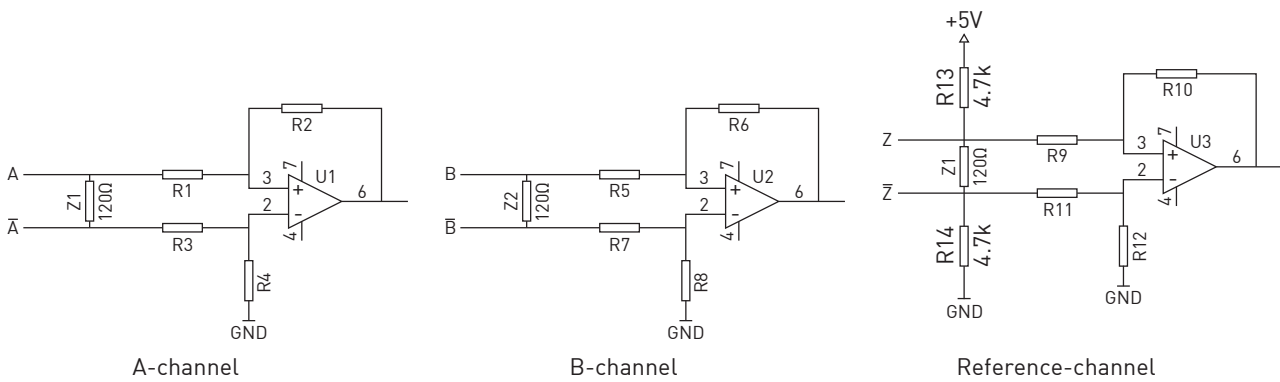 A
Ā
Z1
120Ω
R1
R3
R2
R4
GND
3
2
7
4
+
-
U1
6
A-channel
B
B̄
Z2
120Ω
R5
R7
R6
R8
GND
3
2
7
4
+
-
U2
6
B-channel
+5V
R13
4.7k
Z
Z̄
Z1
120Ω
R14
4.7k
GND
R9
R11
R10
R12
GND
3
2
7
4
+
-
U3
6
Reference-channel